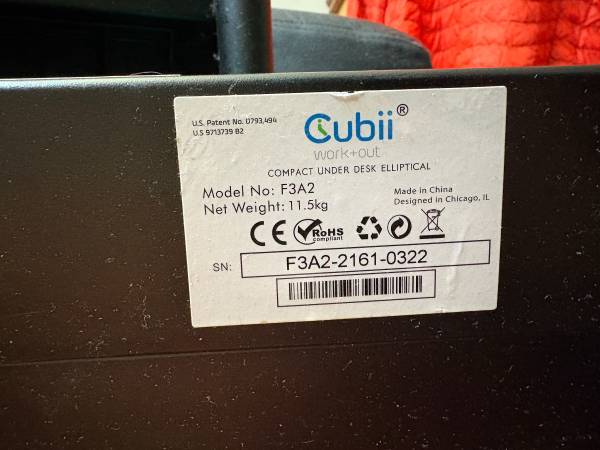 U.S. Patent No. D793,494
U.S 9713739 B2
Cubii®
work+out
COMPACT UNDER DESK ELLIPTICAL
Model No: F3A2
Net Weight: 11.5kg
Made in China
Designed in Chicago, IL
CE
RoHS
compliant
SN:
F3A2-2161-0322